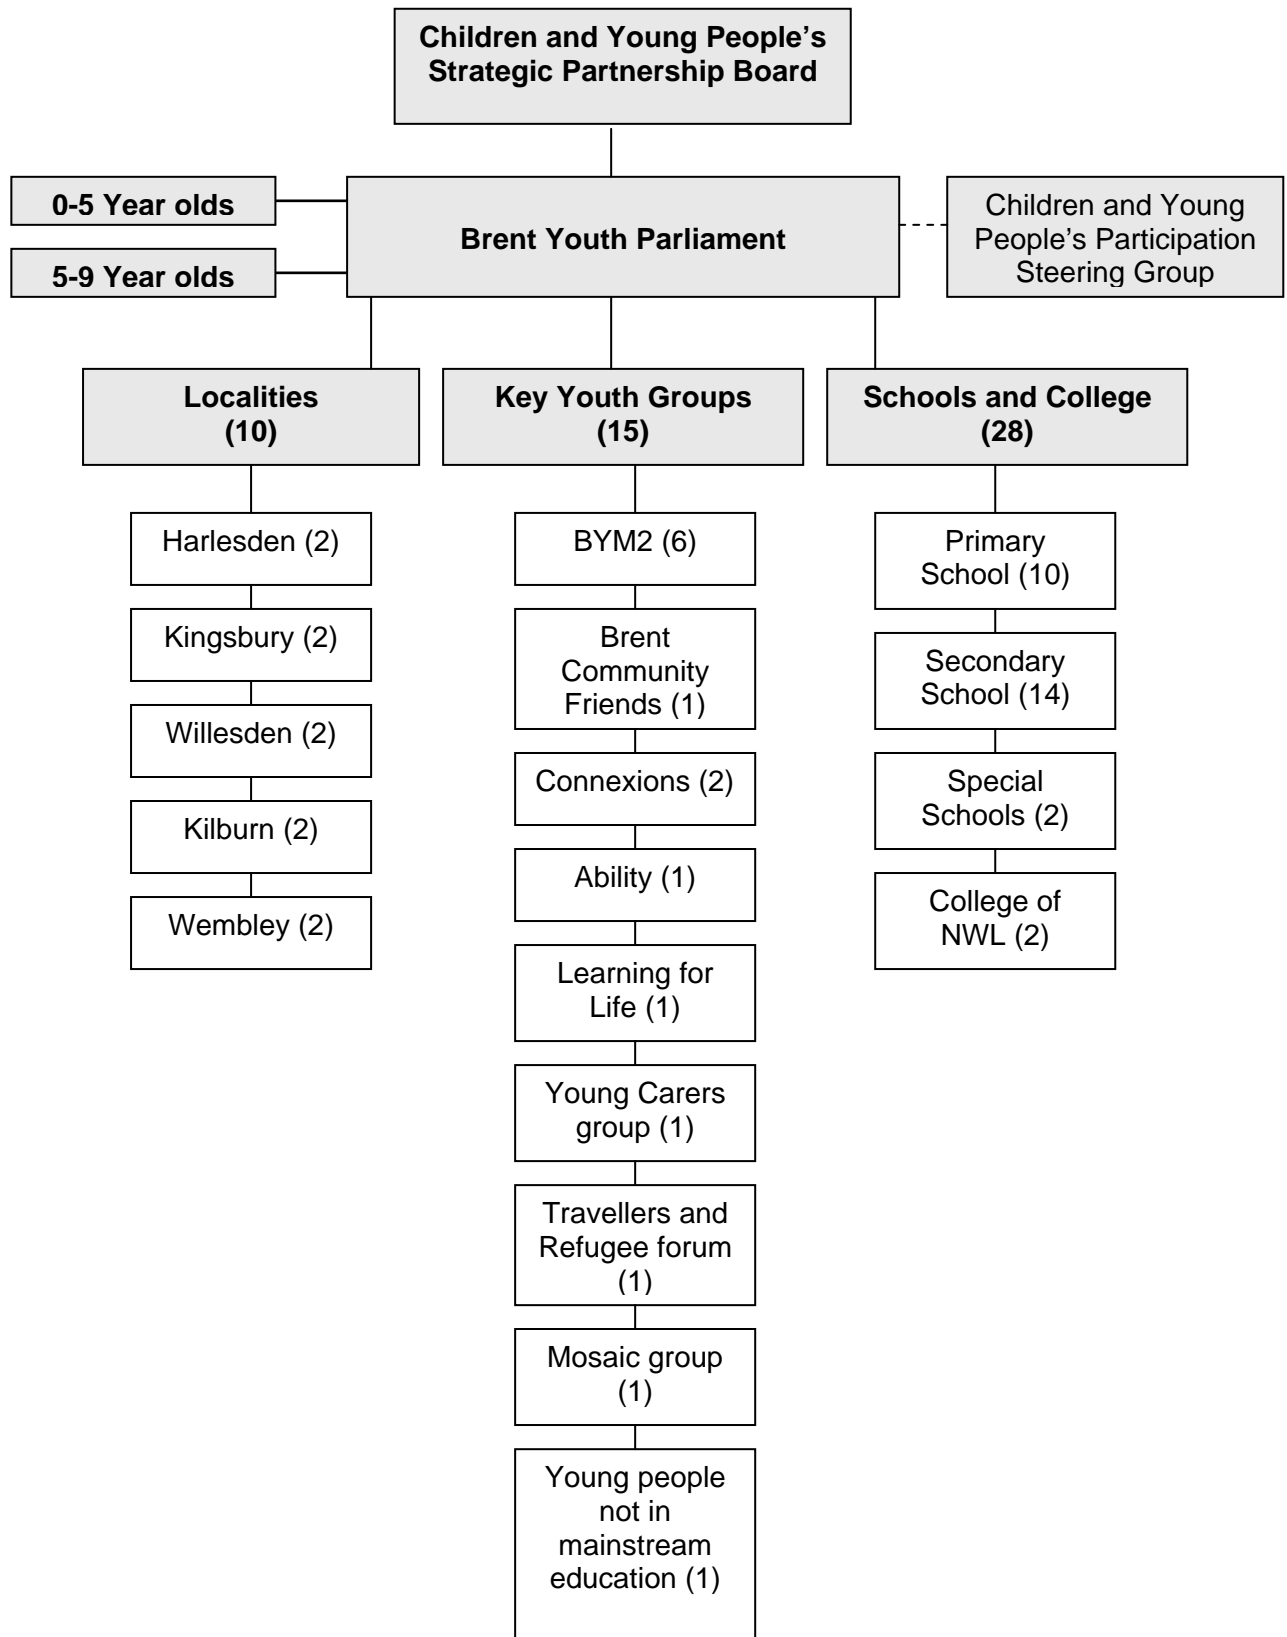 Children and Young People’s
Strategic Partnership Board
0-5 Year olds
5-9 Year olds
Brent Youth Parliament
Children and Young
People’s Participation
Steering Group
Localities
(10)
Harlesden (2)
Kingsbury (2)
Willesden (2)
Kilburn (2)
Wembley (2)
Key Youth Groups
(15)
BYM2 (6)
Brent
Community
Friends (1)
Connexions (2)
Ability (1)
Learning for
Life (1)
Young Carers
group (1)
Travellers and
Refugee forum
(1)
Mosaic group
(1)
Young people
not in
mainstream
education (1)
Schools and College
(28)
Primary
School (10)
Secondary
School (14)
Special
Schools (2)
College of
NWL (2)